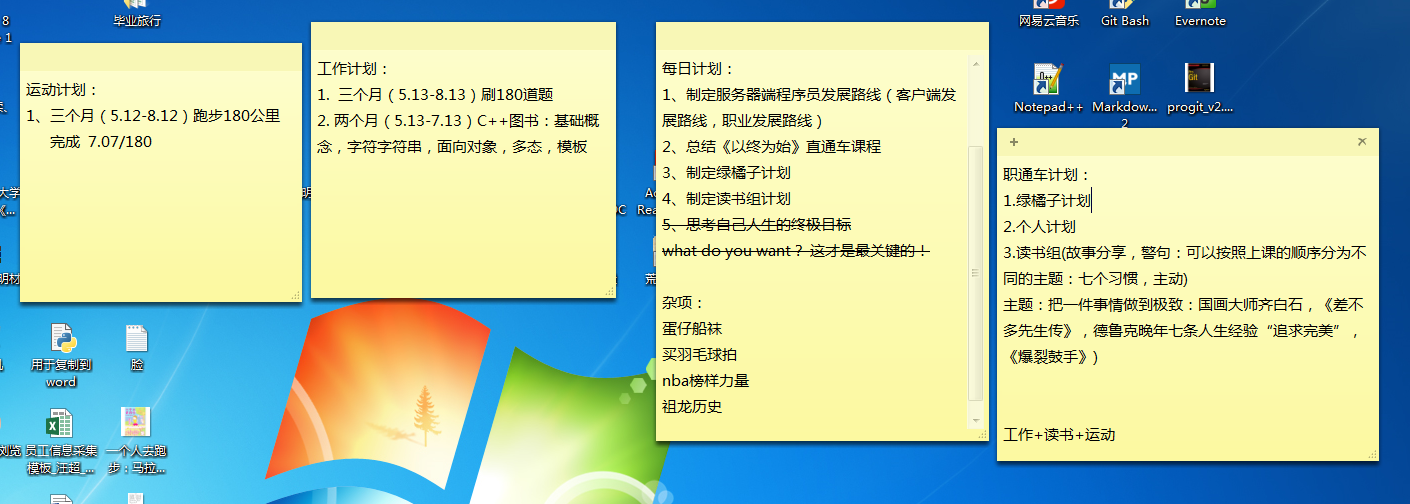 8
1
毕业旅行
网易云音乐
Git Bash
Evernote
Notepad++
Markdow...
2
progit_v2....
运动计划：
1、三个月（5.12-8.12）跑步180公里
完成 7.07/180
工作计划：
1. 三个月（5.13-8.13）刷180道题
2. 两个月（5.13-7.13）C++图书：基础概
念，字符字符串，面向对象，多态，模板
每日计划：
1、制定服务器端程序员发展路线（客户端发
展路线，职业发展路线）
2、总结《以终为始》直通车课程
3、制定绿橘子计划
4、制定读书组计划
5、思考自己人生的终极目标
what do you want？ 这才是最关键的！
杂项：
蛋仔船袜
买羽毛球拍
nba榜样力量
祖龙历史
职通车计划：
1.绿橘子计划
2.个人计划
3.读书组(故事分享，警句：可以按照上课的顺序分为不
同的主题：七个习惯，主动)
主题：把一件事情做到极致：国画大师齐白石，《差不
多先生传》，德鲁克晚年七条人生经验“追求完美”，
《爆裂鼓手》)
工作+读书+运动
大学
《...
明
DC
Ac
Rea
荒
明材
用于复制到
word
脸
浏览
员工信息采集
模板_汪超_...
一个人去跑
步：马拉...